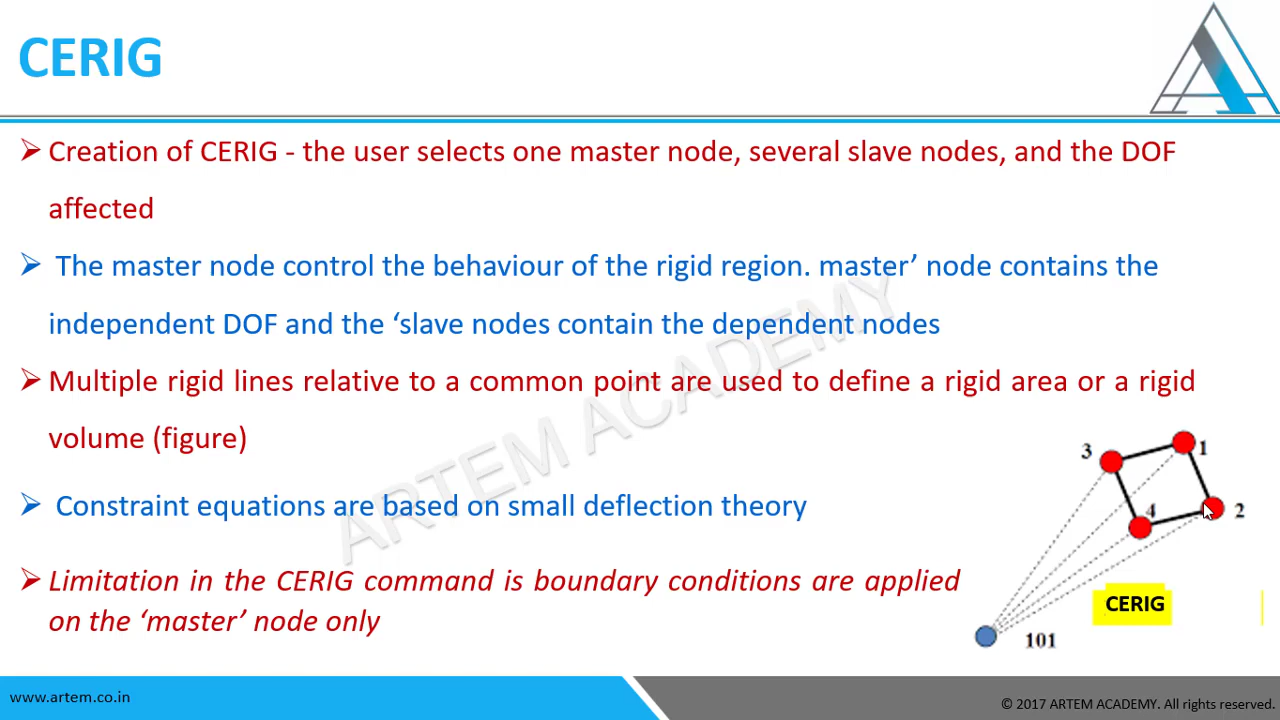 CERIG
Creation of CERIG - the user selects one master node, several slave nodes, and the DOF
affected
The master node control the behaviour of the rigid region. master’ node contains the
independent DOF and the ‘slave nodes contain the dependent nodes
Multiple rigid lines relative to a common point are used to define a rigid area or a rigid
volume (figure)
Constraint equations are based on small deflection theory
Limitation in the CERIG command is boundary conditions are applied
on the ‘master’ node only
ARTEM ACADEMY
3
1
4
2
CERIG
101
www.artem.co.in
© 2017 ARTEM ACADEMY. All rights reserved.